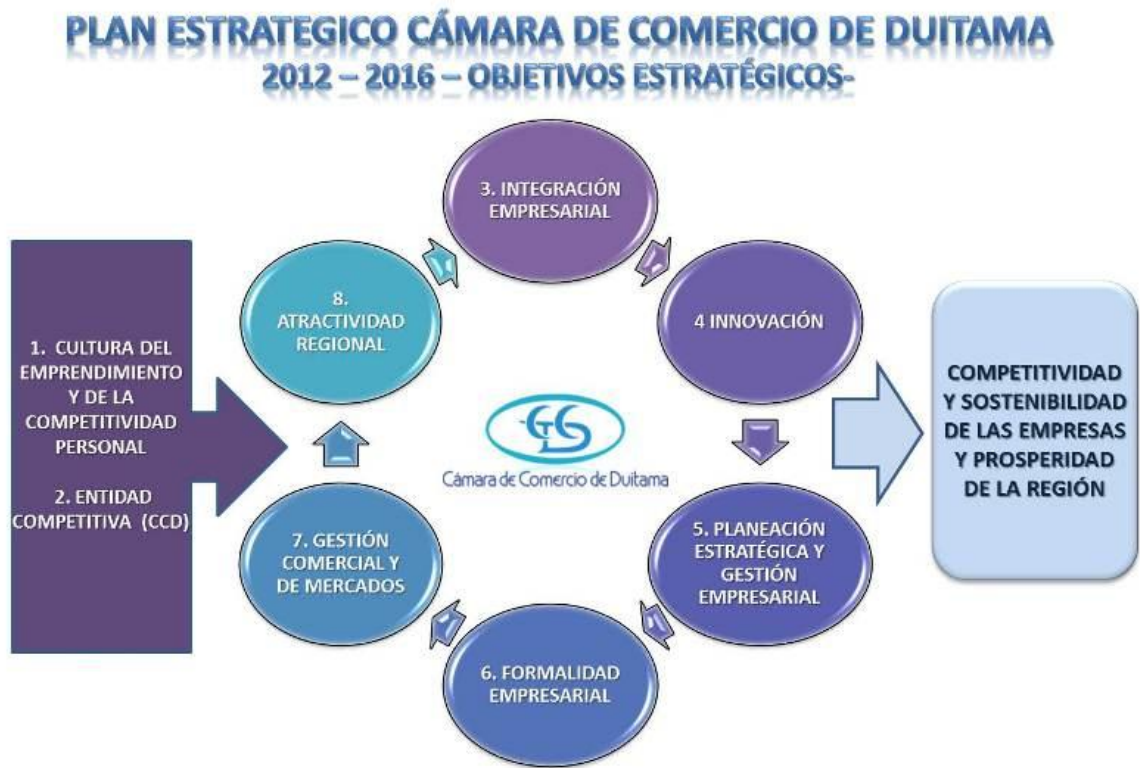 PLAN ESTRATEGICO CÁMARA DE COMERCIO DE DUITAMA
2012 – 2016 – OBJETIVOS ESTRATÉGICOS-
1. CULTURA DEL
EMPRENDIMIENTO
Y DE LA
COMPETITIVIDAD
PERSONAL
2. ENTIDAD
COMPETITIVA (CCD)
3. INTEGRACIÓN
EMPRESARIAL
4 INNOVACIÓN
5. PLANEACIÓN
ESTRATÉGICA Y
GESTIÓN
EMPRESARIAL
6. FORMALIDAD
EMPRESARIAL
7. GESTIÓN
COMERCIAL Y
DE MERCADOS
8.
ATRACTIVIDAD
REGIONAL
Cámara de Comercio de Duitama
COMPETITIVIDAD
Y SOSTENIBILIDAD
DE LAS EMPRESAS
Y PROSPERIDAD
DE LA REGIÓN